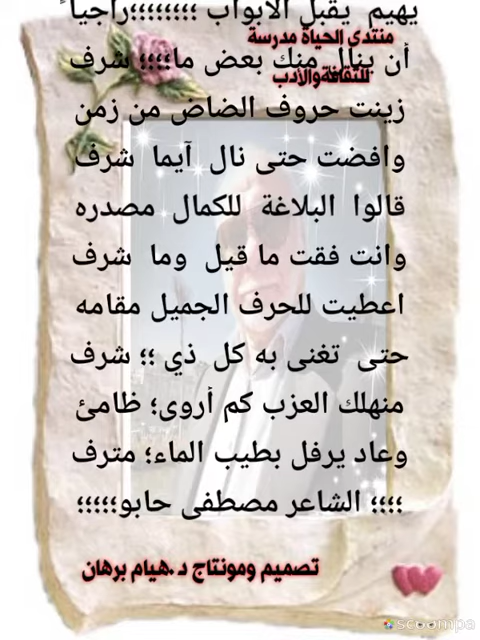 يهيم يقبل الأبواب ؛؛؛؛؛؛؛؛راجياً
منتدى الحياة مدرسة
أن ينال منك بعض ما؛؛؛؛ شرف
للثقافة والأدب
زينت حروف الضاض من زمن
وافضت حتى نال آيما شرف
قالوا البلاغة للكمال مصدره
وانت فقت ما قيل وما شرف
اعطيت للحرف الجميل مقامه
حتى تغنى به كل ذي ؛؛ شرف
منهلك العزب كم أروى؛ ظامئ
وعاد يرفل بطيب الماء؛ مترف
؛؛؛؛ الشاعر مصطفى حابو؛؛؛؛؛؛
تصميم ومونتاج د .هيام برهان
scoompa